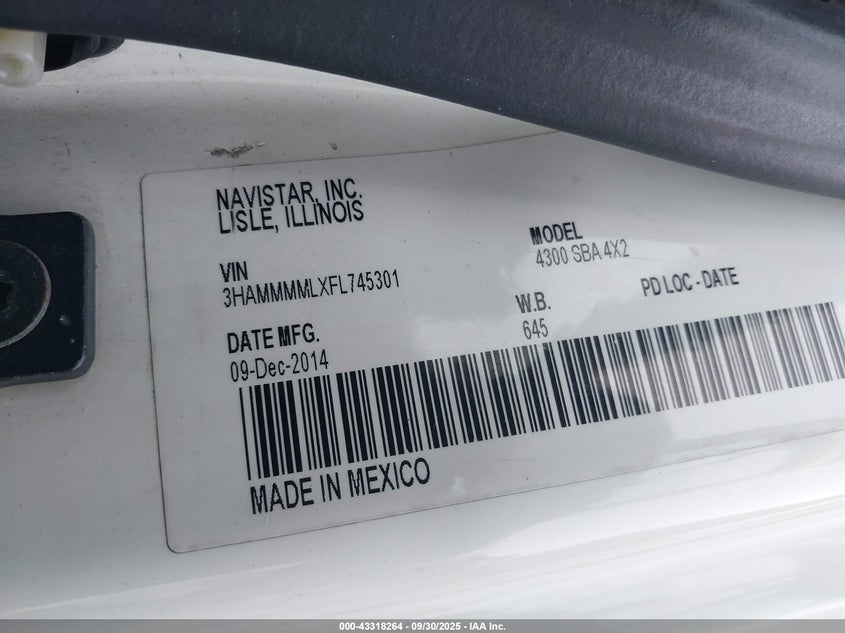 NAVISTAR, INC.
LISLE, ILLINOIS
VIN
3HAMMMMLXFL745301
MODEL
4300 SBA 4X2
DATE MFG.
09-Dec-2014
W.B.
645
PD LOC - DATE
MADE IN MEXICO
000-43318264 - 09/30/2025 - IAA Inc.